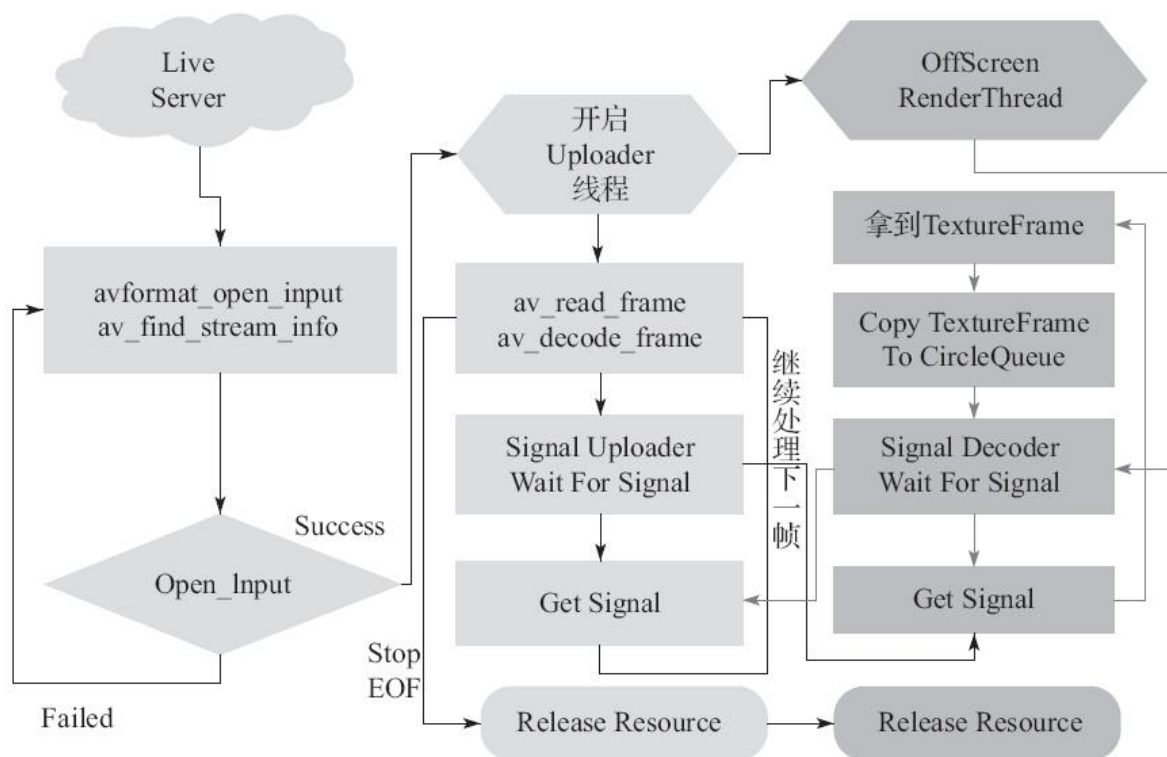 Live
Server
avformat_open_input
av_find_stream_info
Open_Input
Success
Failed
开启
Uploader
线程
av_read_frame
av_decode_frame
Signal Uploader
Wait For Signal
Get Signal
继续处理下一帧
Stop
EOF
Release Resource
OffScreen
RenderThread
拿到TextureFrame
Copy TextureFrame
To CircleQueue
Signal Decoder
Wait For Signal
Get Signal
Release Resource